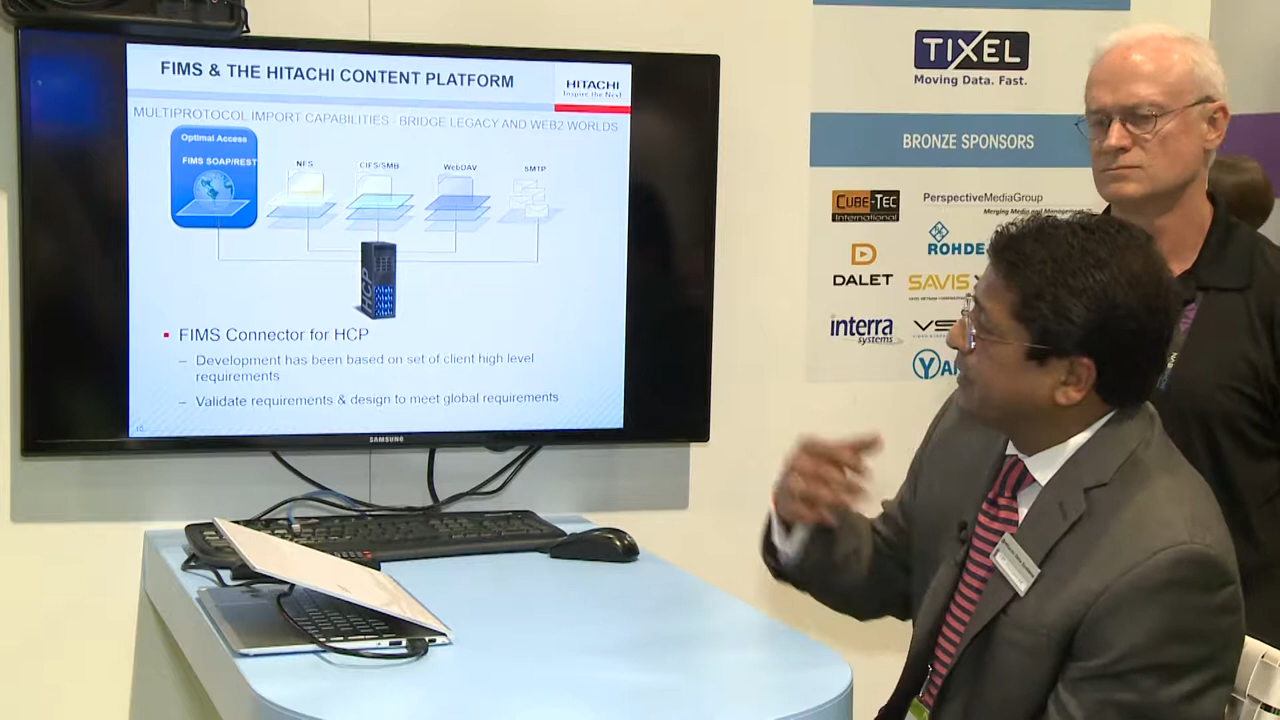 FIMS & THE HITACHI CONTENT PLATFORM
HITACHI
Inspire the Next
MULTIPROTOCOL IMPORT CAPABILITIES - BRIDGE LEGACY AND WEB2 WORLDS
Optimal Access
FIMS SOAP/REST
NFS
CIFS/SMB
WebDAV
SMTP
HCP
FIMS Connector for HCP
– Development has been based on set of client high level
requirements
– Validate requirements & design to meet global requirements
SAMSUNG
TIXEL
Moving Data. Fast.
BRONZE SPONSORS
CUBE-TEC
International
PerspectiveMediaGroup
Merging Media and Management
ROHDE
DALET
SAVIS
interra
systems
VS
YA